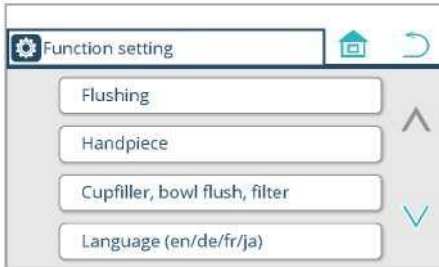 Function setting
Flushing
Handpiece
Cupfiller, bowl flush, filter
Language (en/de/fr/ja)